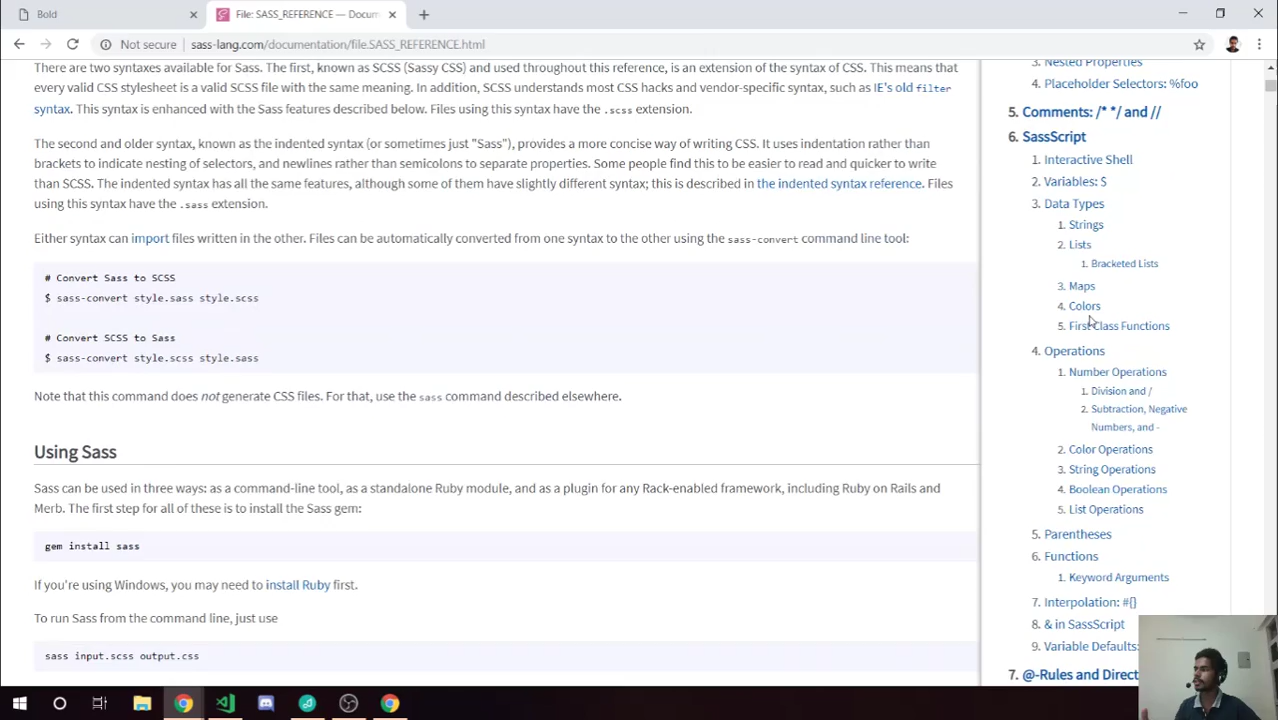 Bold
File: SASS_REFERENCE — Docum
Not secure
sass-lang.com/documentation/file.SASS_REFERENCE.html
There are two syntaxes available for Sass. The first, known as SCSS (Sassy CSS) and used throughout this reference, is an extension of the syntax of CSS. This means that
every valid CSS stylesheet is a valid SCSS file with the same meaning. In addition, SCSS understands most CSS hacks and vendor-specific syntax, such as IE's old filter
syntax. This syntax is enhanced with the Sass features described below. Files using this syntax have the .scss extension.
The second and older syntax, known as the indented syntax (or sometimes just "Sass"), provides a more concise way of writing CSS. It uses indentation rather than
brackets to indicate nesting of selectors, and newlines rather than semicolons to separate properties. Some people find this to be easier to read and quicker to write
than SCSS. The indented syntax has all the same features, although some of them have slightly different syntax; this is described in the indented syntax reference. Files
using this syntax have the .sass extension.
Either syntax can import files written in the other. Files can be automatically converted from one syntax to the other using the sass-convert command line tool:
# Convert Sass to SCSS
$ sass-convert style.sass style.scss
# Convert SCSS to Sass
$ sass-convert style.scss style.sass
Note that this command does not generate CSS files. For that, use the sass command described elsewhere.
Using Sass
Sass can be used in three ways: as a command-line tool, as a standalone Ruby module, and as a plugin for any Rack-enabled framework, including Ruby on Rails and
Merb. The first step for all of these is to install the Sass gem:
gem install sass
If you're using Windows, you may need to install Ruby first.
To run Sass from the command line, just use
sass input.scss output.css
3. Nested Properties
4. Placeholder Selectors: %foo
5. Comments: /* */ and //
6. SassScript
1. Interactive Shell
2. Variables: $
3. Data Types
1. Strings
2. Lists
1. Bracketed Lists
3. Maps
4. Colors
5. First Class Functions
4. Operations
1. Number Operations
1. Division and /
2. Subtraction, Negative
Numbers, and -
2. Color Operations
3. String Operations
4. Boolean Operations
5. List Operations
5. Parentheses
6. Functions
1. Keyword Arguments
7. Interpolation: #{}
8. & in SassScript
9. Variable Defaults:
7. @-Rules and Direct